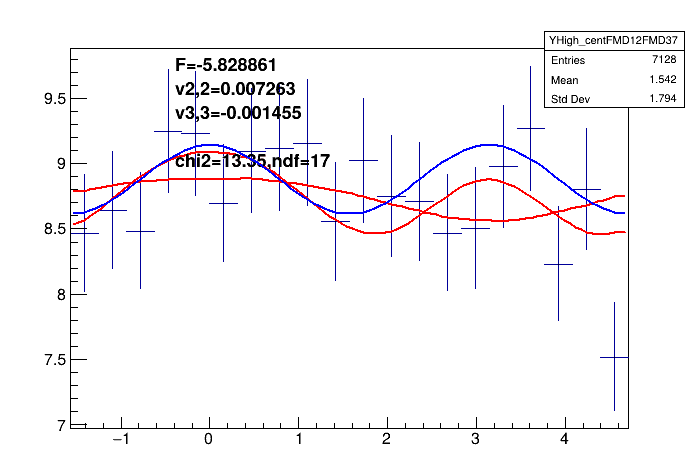 YHigh_centFMD12FMD37
Entries 7128
Mean 1.542
Std Dev 1.794
F=-5.828861
v2,2=0.007263
v3,3=-0.001455
chi2=13.35,ndf=17
9.5
9
8.5
8
7.5
7
−1 0 1 2 3 4